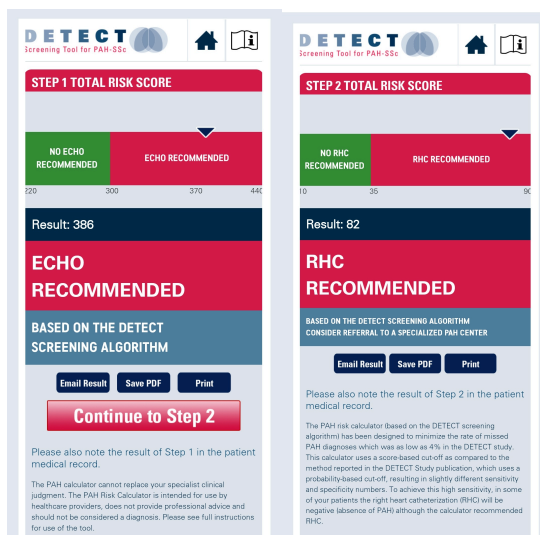 DETECT
Screening Tool for PAH-SSc
i
STEP 1 TOTAL RISK SCORE
NO ECHO
RECOMMENDED
ECHO RECOMMENDED
220 300 370 440
Result: 386
ECHO
RECOMMENDED
BASED ON THE DETECT
SCREENING ALGORITHM
Email Result Save PDF Print
Continue to Step 2
Please also note the result of Step 1 in the patient
medical record.
The PAH calculator cannot replace your specialist clinical
judgment. The PAH Risk Calculator is intended for use by
healthcare providers, does not provide professional advice and
should not be considered a diagnosis. Please see full instructions
for use of the tool.
DETECT
Screening Tool for PAH-SSc
i
STEP 2 TOTAL RISK SCORE
NO RHC
RECOMMENDED
RHC RECOMMENDED
10 35 90
Result: 82
RHC
RECOMMENDED
BASED ON THE DETECT SCREENING ALGORITHM
CONSIDER REFERRAL TO A SPECIALIZED PAH CENTER
Email Result Save PDF Print
Please also note the result of Step 2 in the patient
medical record.
The PAH risk calculator (based on the DETECT screening
algorithm) has been designed to minimize the rate of missed
PAH diagnoses which was as low as 4% in the DETECT study.
This calculator uses a score-based cut-off as compared to the
method reported in the DETECT Study publication, which uses a
probability-based cut-off, resulting in slightly different sensitivity
and specificity numbers. To achieve this high sensitivity, in some
of your patients the right heart catheterization (RHC) will be
negative (absence of PAH) although the calculator recommended
RHC.